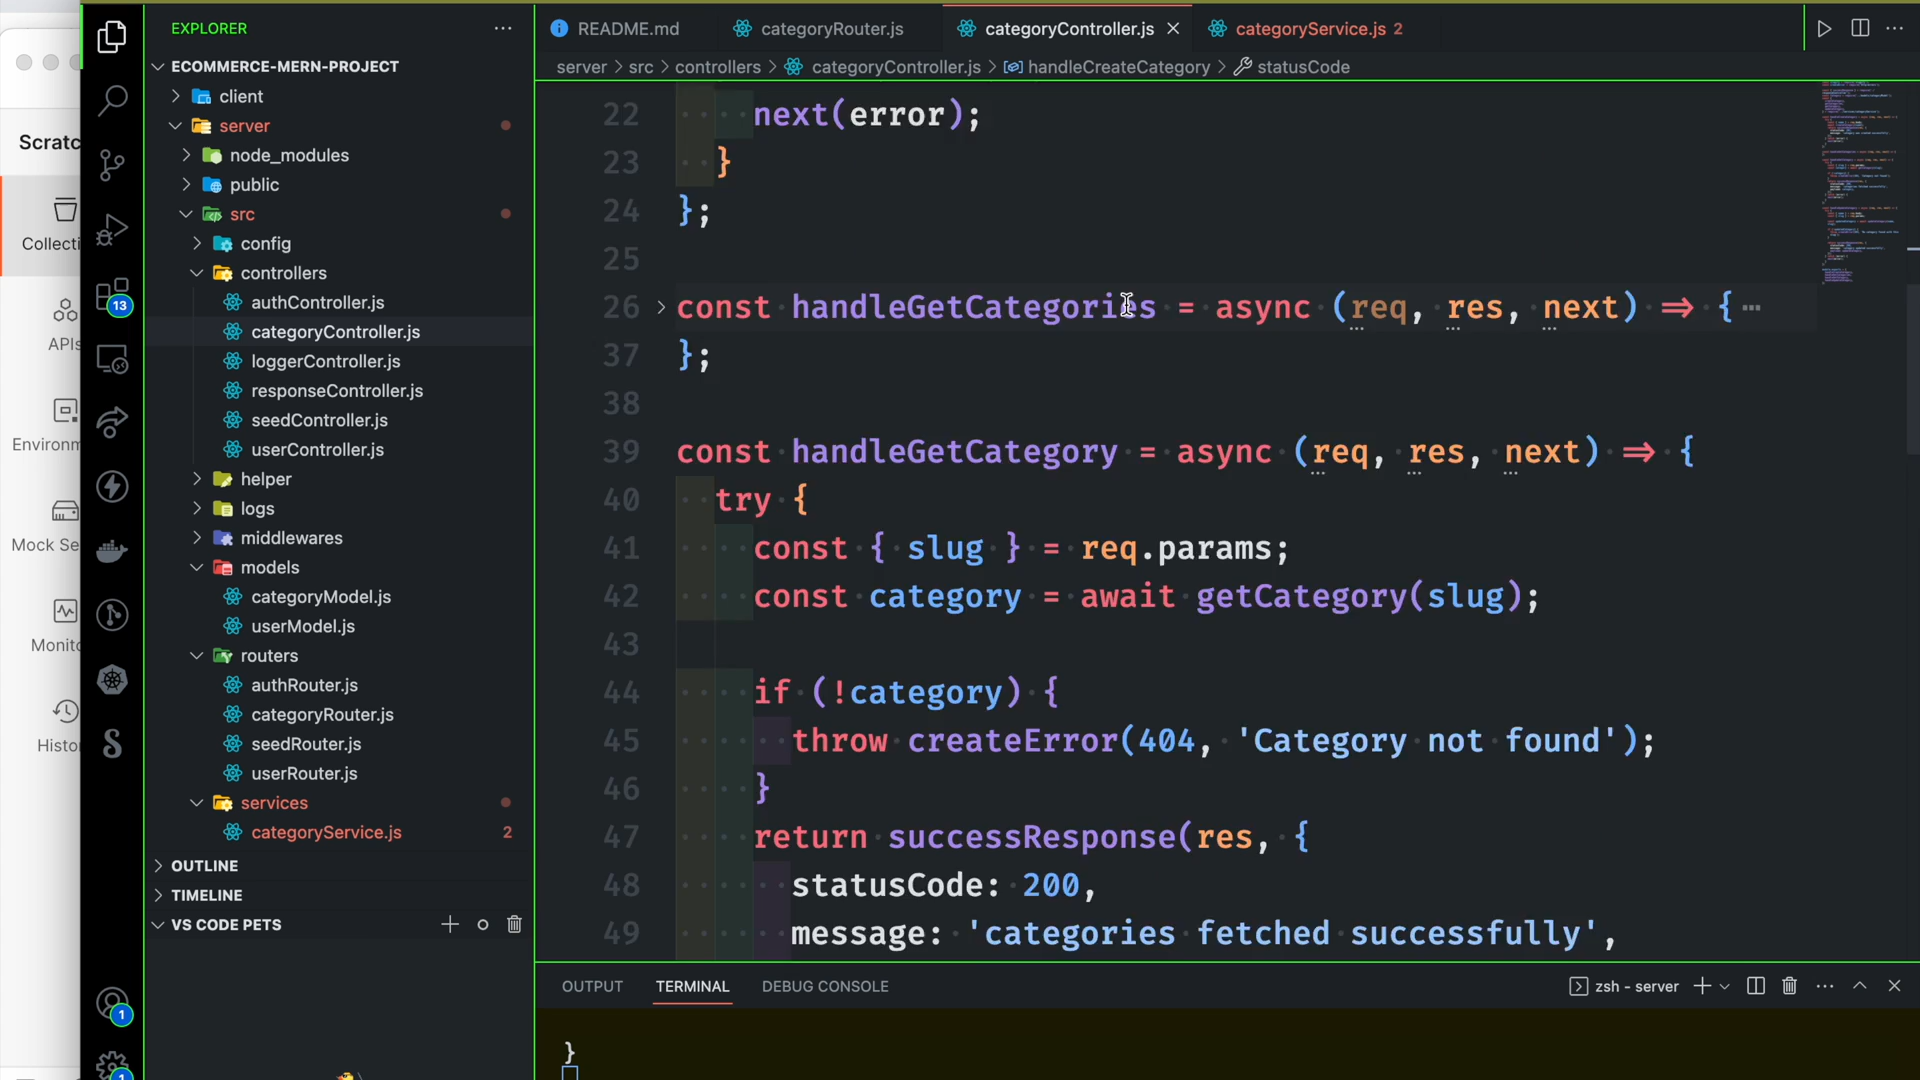 Scratc
Collecti
APIs
Environm
Mock Se
Monito
Histo
13
1
1
EXPLORER
ECOMMERCE-MERN-PROJECT
client
server
node_modules
public
src
config
controllers
authController.js
categoryController.js
loggerController.js
responseController.js
seedController.js
userController.js
helper
logs
middlewares
models
categoryModel.js
userModel.js
routers
authRouter.js
categoryRouter.js
seedRouter.js
userRouter.js
services
categoryService.js 2
OUTLINE
TIMELINE
VS CODE PETS
README.md categoryRouter.js categoryController.js categoryService.js 2
server > src > controllers > categoryController.js > handleCreateCategory > statusCode
22 next(error);
23 }
24 };
25
26 const handleGetCategories = async (req, res, next) => {
37 };
38
39 const handleGetCategory = async (req, res, next) => {
40 try {
41 const { slug } = req.params;
42 const category = await getCategory(slug);
43
44 if (!category) {
45 throw createError(404, 'Category not found');
46 }
47 return successResponse(res, {
48 statusCode: 200,
49 message: 'categories fetched successfully',
OUTPUT TERMINAL DEBUG CONSOLE zsh - server
}